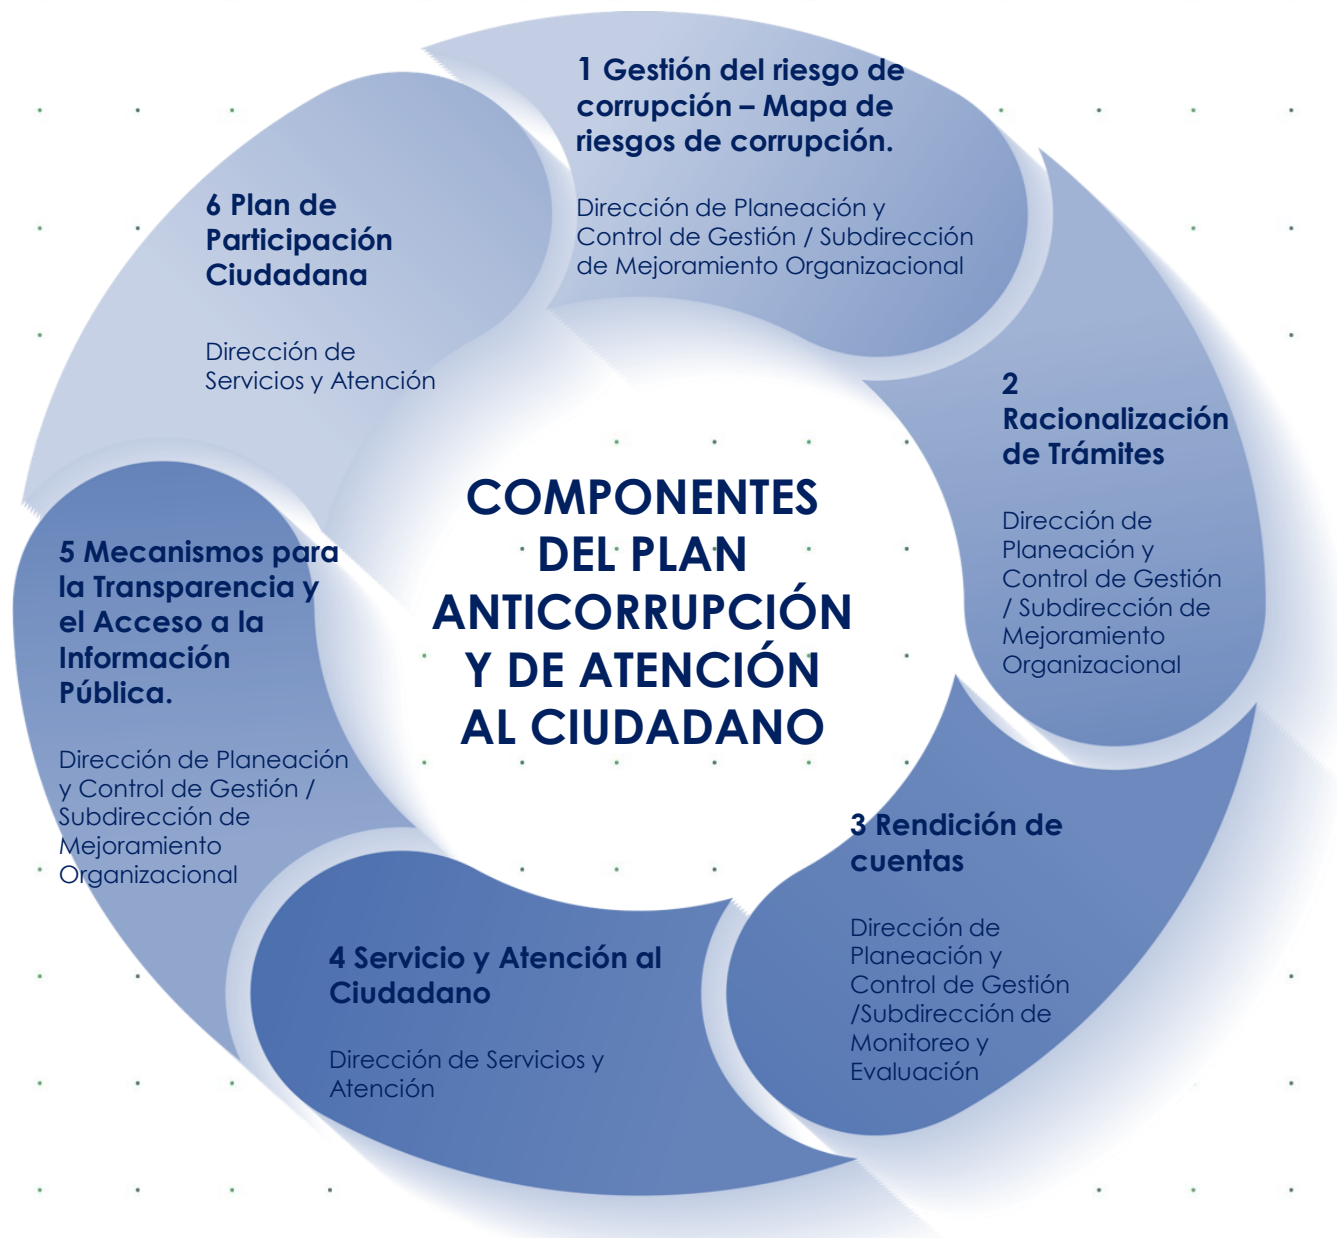 1 Gestión del riesgo de
corrupción – Mapa de
riesgos de corrupción.
Dirección de Planeación y
Control de Gestión / Subdirección
de Mejoramiento Organizacional
2
Racionalización
de Trámites
Dirección de
Planeación y
Control de Gestión
/ Subdirección de
Mejoramiento
Organizacional
3 Rendición de
cuentas
Dirección de
Planeación y
Control de Gestión
/Subdirección de
Monitoreo y
Evaluación
4 Servicio y Atención al
Ciudadano
Dirección de Servicios y
Atención
5 Mecanismos para
la Transparencia y
el Acceso a la
Información
Pública.
Dirección de Planeación
y Control de Gestión /
Subdirección de
Mejoramiento
Organizacional
6 Plan de
Participación
Ciudadana
Dirección de
Servicios y Atención
COMPONENTES
DEL PLAN
ANTICORRUPCIÓN
Y DE ATENCIÓN
AL CIUDADANO